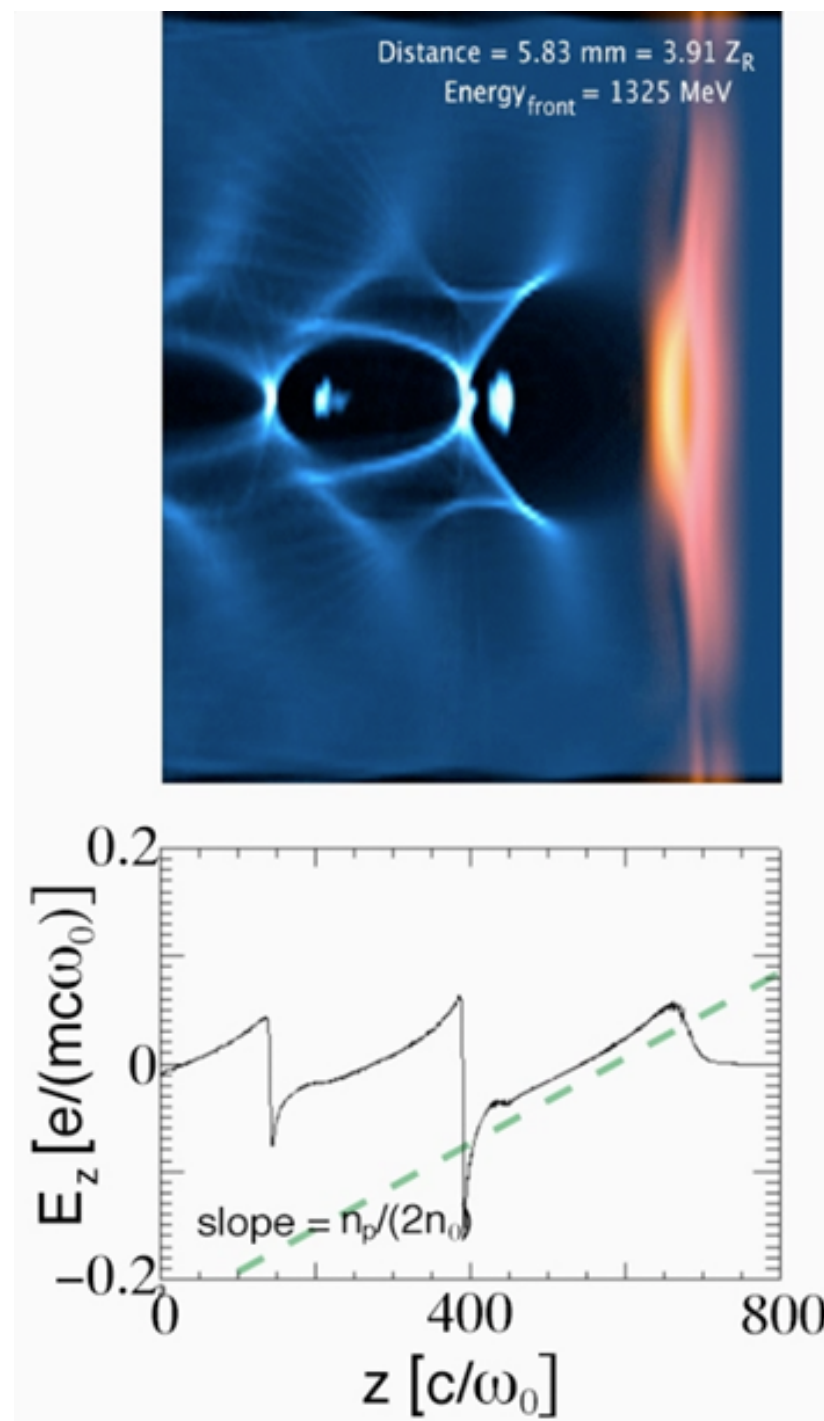 Distance = 5.83 mm = 3.91 Z_R
Energy_front = 1325 MeV
0.2
0
−0.2
E_z [e/(mcω_0)]
slope = n_p/(2n_0)
0
400
800
z [c/ω_0]